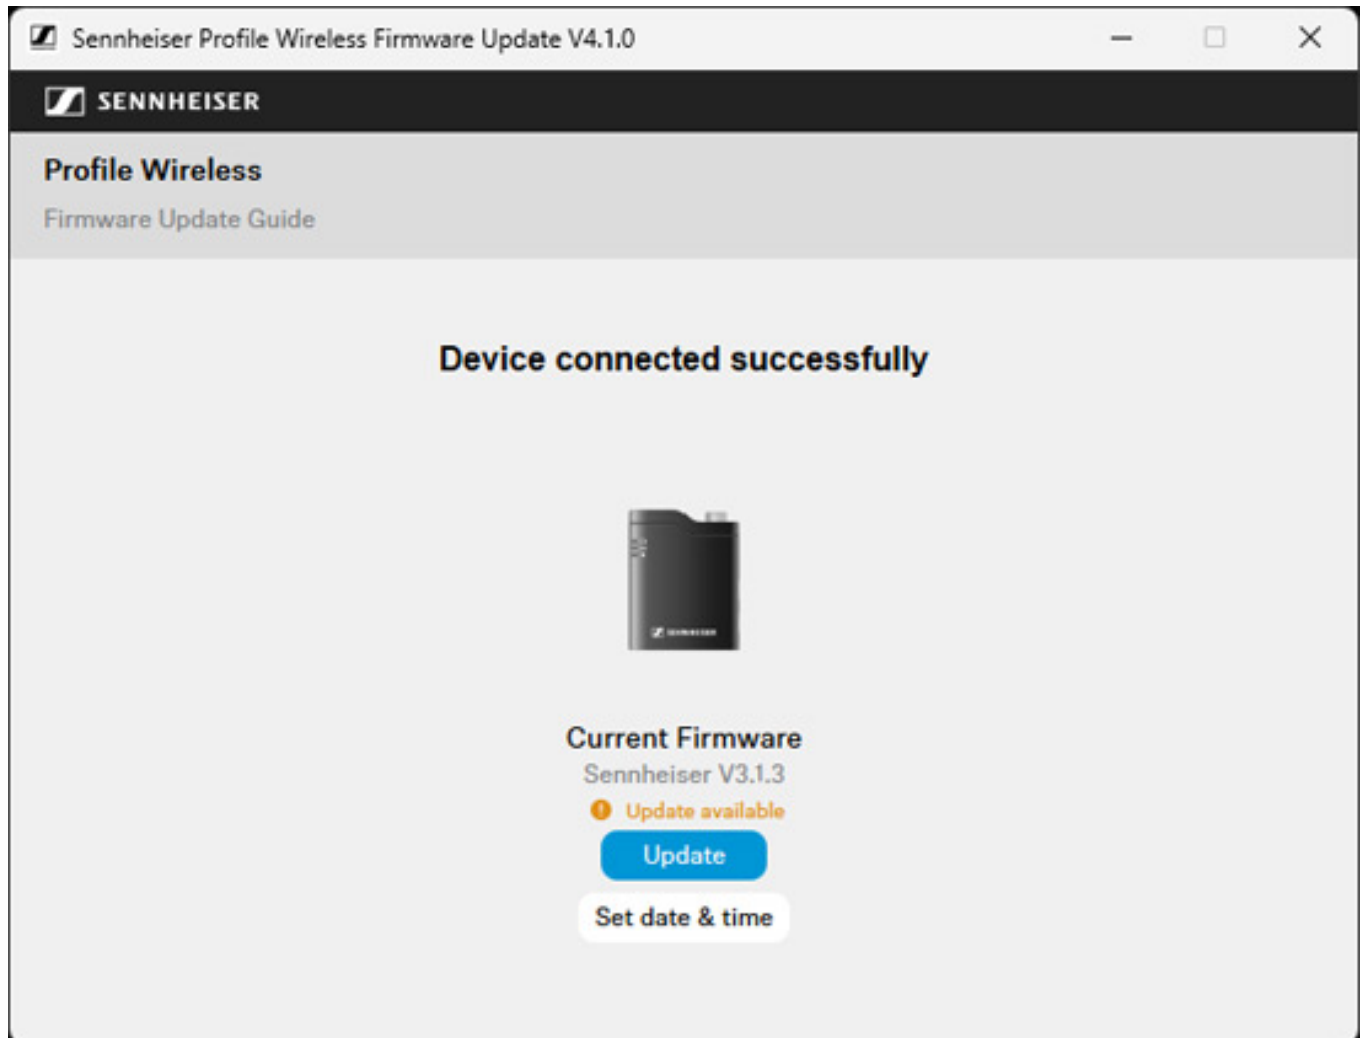 Sennheiser Profile Wireless Firmware Update V4.1.0
SENNHEISER
Profile Wireless
Firmware Update Guide
Device connected successfully
SENNHEISER
Current Firmware
Sennheiser V3.1.3
Update available
Update
Set date & time